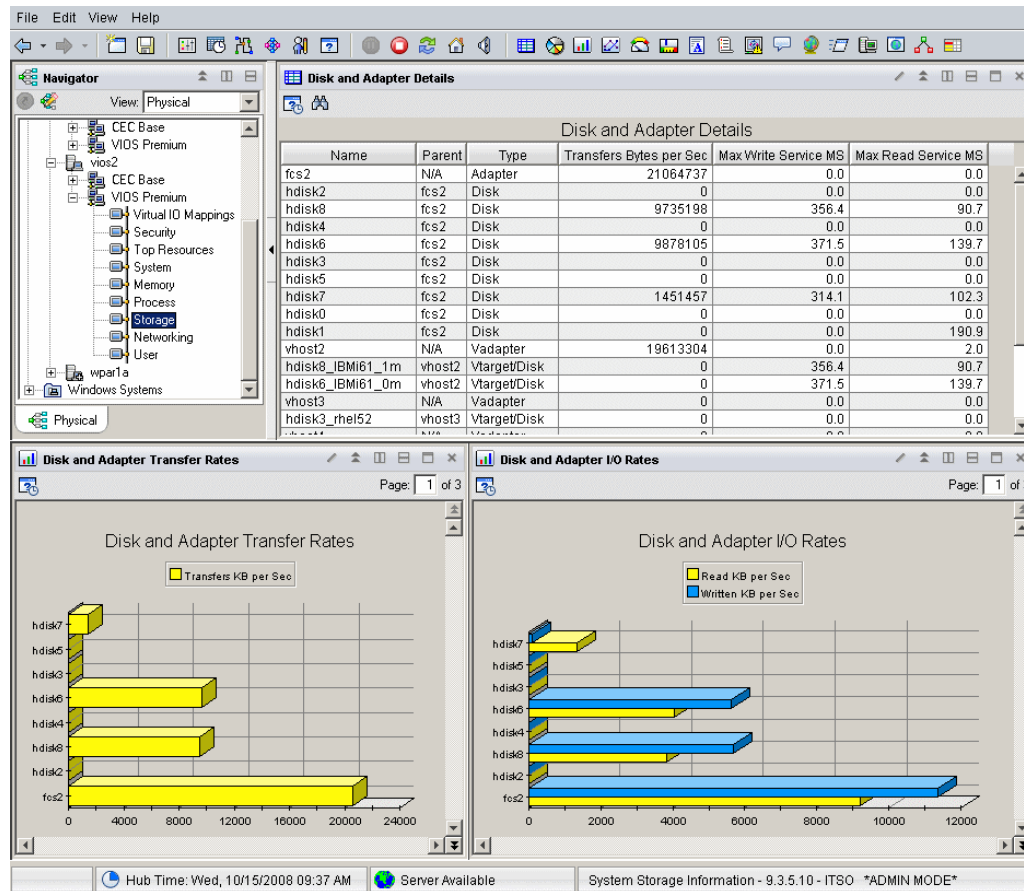 File Edit View Help
Navigator
View: Physical
CEC Base
VIOS Premium
vios2
CEC Base
VIOS Premium
Virtual IO Mappings
Security
Top Resources
System
Memory
Process
Storage
Networking
User
wpar1a
Windows Systems
Physical
Disk and Adapter Details
Disk and Adapter Details
Name Parent Type Transfers Bytes per Sec Max Write Service MS Max Read Service MS
fcs2 N/A Adapter 21064737 0.0 0.0
hdisk2 fcs2 Disk 0 0.0 0.0
hdisk8 fcs2 Disk 9735198 356.4 90.7
hdisk4 fcs2 Disk 0 0.0 0.0
hdisk6 fcs2 Disk 9878105 371.5 139.7
hdisk3 fcs2 Disk 0 0.0 0.0
hdisk5 fcs2 Disk 0 0.0 0.0
hdisk7 fcs2 Disk 1451457 314.1 102.3
hdisk0 fcs2 Disk 0 0.0 0.0
hdisk1 fcs2 Disk 0 0.0 190.9
vhost2 N/A Vadapter 19613304 0.0 2.0
hdisk8_IBMi61_1m vhost2 Vtarget/Disk 0 356.4 90.7
hdisk6_IBMi61_0m vhost2 Vtarget/Disk 0 371.5 139.7
vhost3 N/A Vadapter 0 0.0 0.0
hdisk3_rhel52 vhost3 Vtarget/Disk 0 0.0 0.0
Disk and Adapter Transfer Rates
Page: 1 of 3
Disk and Adapter Transfer Rates
Transfers KB per Sec
hdisk7
hdisk5
hdisk3
hdisk6
hdisk4
hdisk8
hdisk2
fcs2
0 4000 8000 12000 16000 20000 24000
Disk and Adapter I/O Rates
Page: 1 of
Disk and Adapter I/O Rates
Read KB per Sec
Written KB per Sec
hdisk7
hdisk5
hdisk3
hdisk6
hdisk4
hdisk8
hdisk2
fcs2
0 2000 4000 6000 8000 10000 12000
Hub Time: Wed, 10/15/2008 09:37 AM
Server Available
System Storage Information - 9.3.5.10 - ITSO *ADMIN MODE*